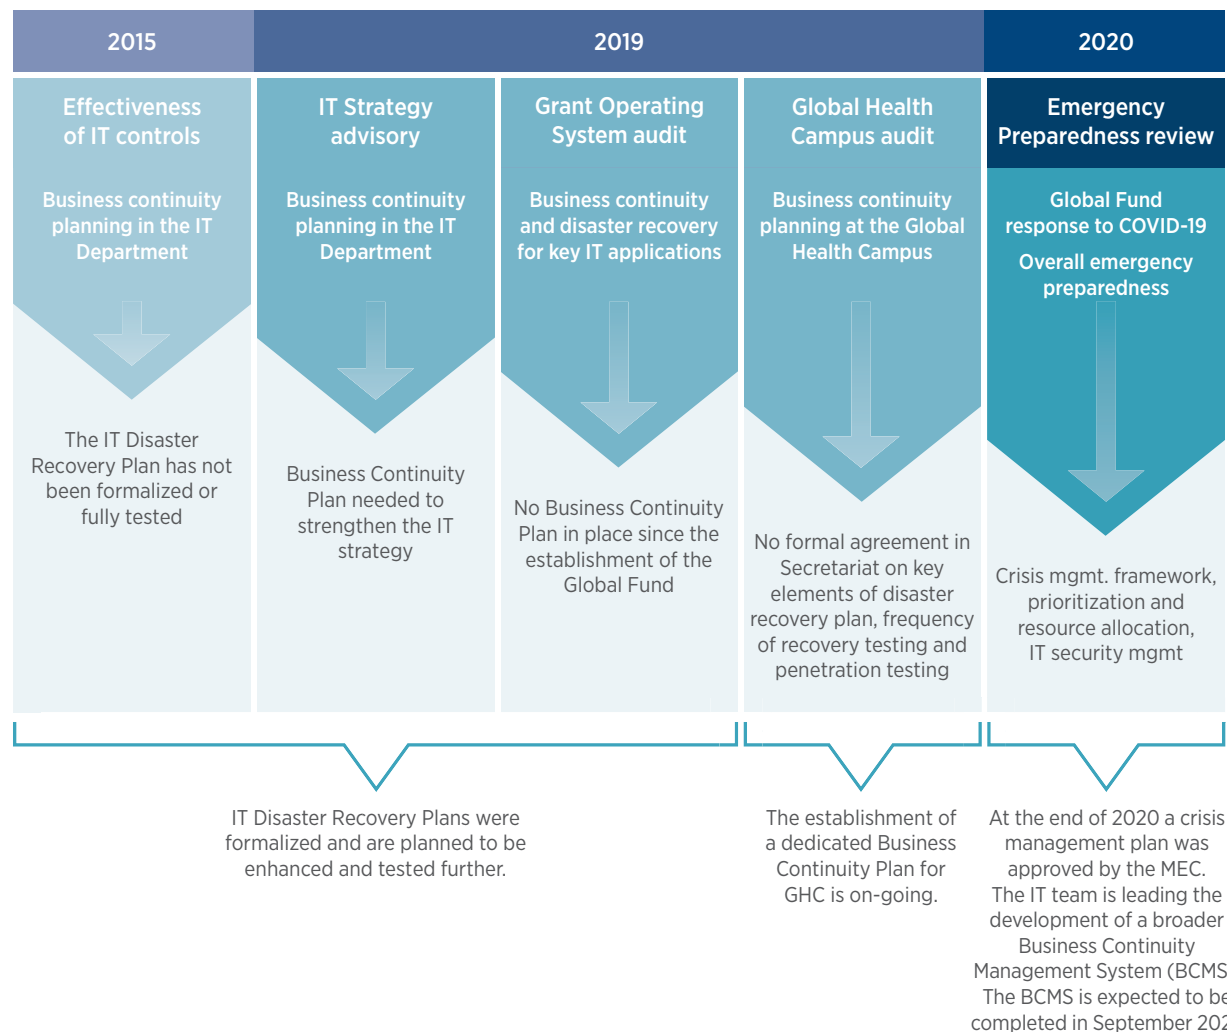 2015
2019
2020
Effectiveness
of IT controls
Business continuity
planning in the IT
Department
The IT Disaster
Recovery Plan has not
been formalized or
fully tested
IT Strategy
advisory
Business continuity
planning in the IT
Department
Business Continuity
Plan needed to
strengthen the IT
strategy
Grant Operating
System audit
Business continuity
and disaster recovery
for key IT applications
No Business Continuity
Plan in place since the
establishment of the
Global Fund
Global Health
Campus audit
Business continuity
planning at the Global
Health Campus
No formal agreement in
Secretariat on key
elements of disaster
recovery plan, frequency
of recovery testing and
penetration testing
Emergency
Preparedness review
Global Fund
response to COVID-19
Overall emergency
preparedness
Crisis mgmt. framework,
prioritization and
resource allocation,
IT security mgmt
IT Disaster Recovery Plans were
formalized and are planned to be
enhanced and tested further.
The establishment of
a dedicated Business
Continuity Plan for
GHC is on-going.
At the end of 2020 a crisis
management plan was
approved by the MEC.
The IT team is leading the
development of a broader
Business Continuity
Management System (BCMS
The BCMS is expected to be
completed in September